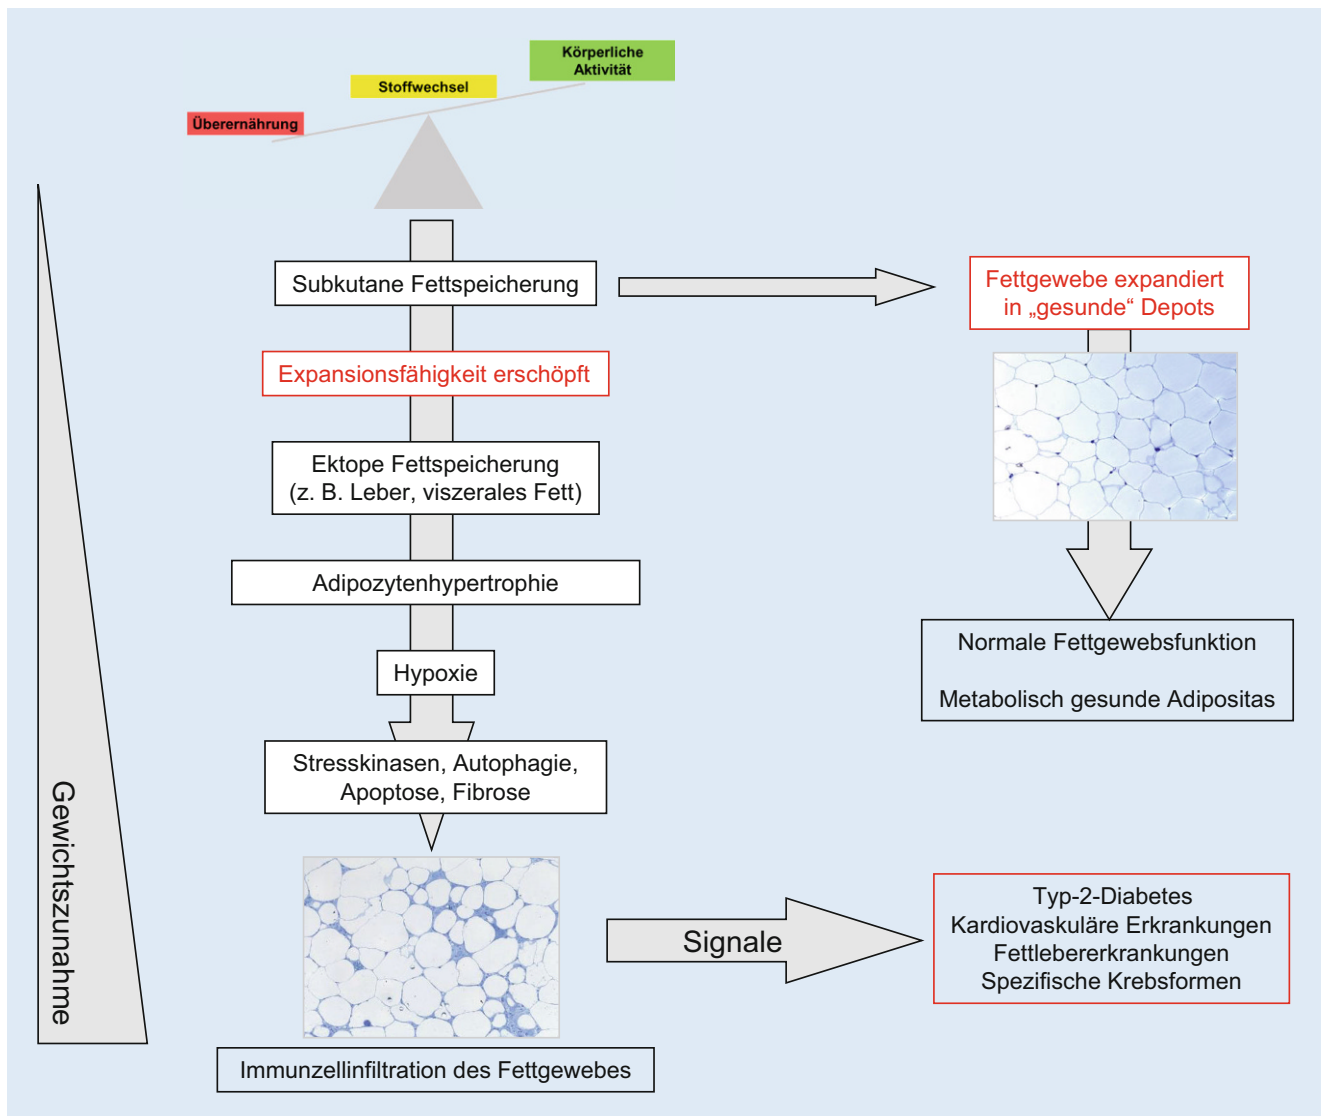 Körperliche
Aktivität
Stoffwechsel
Überernährung
Subkutane Fettspeicherung
Fettgewebe expandiert
in „gesunde“ Depots
Expansionsfähigkeit erschöpft
Ektope Fettspeicherung
(z. B. Leber, viszerales Fett)
Adipozytenhypertrophie
Normale Fettgewebsfunktion
Metabolisch gesunde Adipositas
Hypoxie
Stresskinasen, Autophagie,
Apoptose, Fibrose
Gewichtszunahme
Signale
Typ-2-Diabetes
Kardiovaskuläre Erkrankungen
Fettlebererkrankungen
Spezifische Krebsformen
Immunzellinfiltration des Fettgewebes